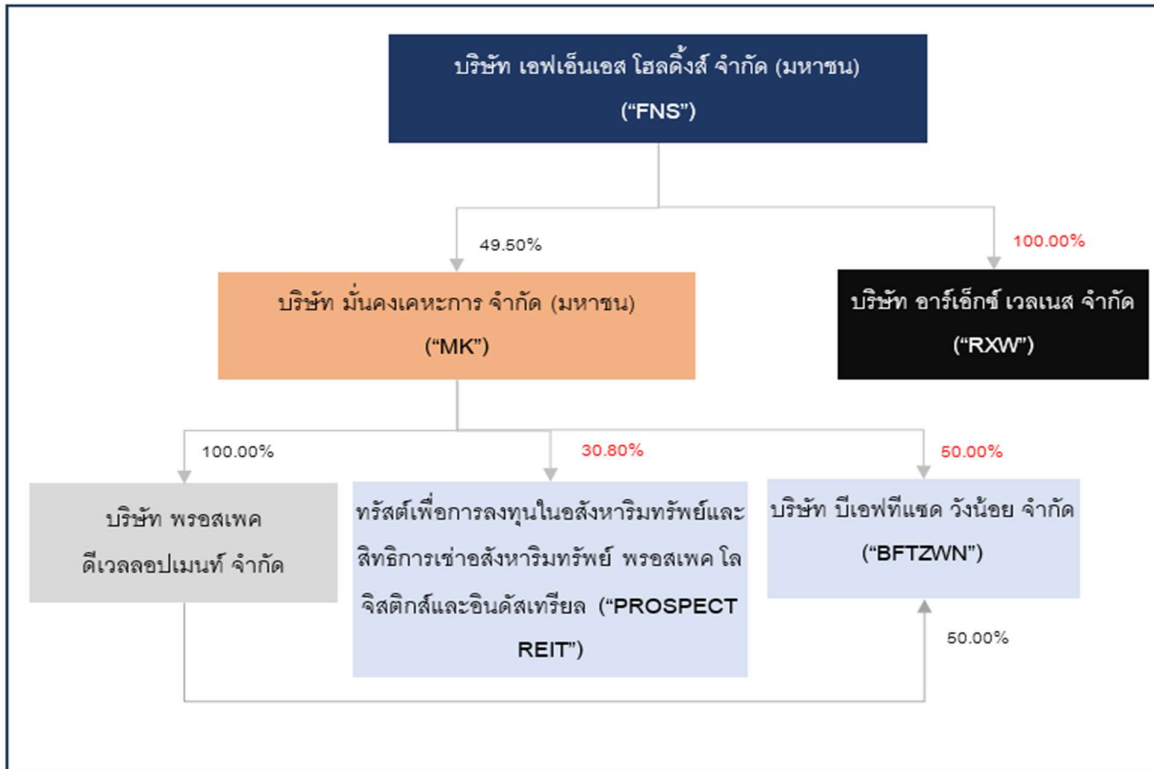 บริษัท เอฟเอ็นเอส โฮลดิ้งส์ จำกัด (มหาชน)
(“FNS”)
49.50%
100.00%
บริษัท มั่นคงเคหะการ จำกัด (มหาชน)
(“MK”)
บริษัท อาร์เอ็กซ์ เวลเนส จำกัด
(“RXW”)
100.00%
30.80%
50.00%
บริษัท พรอสเพค
ดีเวลลอปเมนท์ จำกัด
ทรัสต์เพื่อการลงทุนในอสังหาริมทรัพย์และ
สิทธิการเช่าอสังหาริมทรัพย์ พรอสเพค โล
จิสติกส์และอินดัสเทรียล (“PROSPECT
REIT”)
บริษัท บีเอฟทีแซด วังน้อย จำกัด
(“BFTZWN”)
50.00%